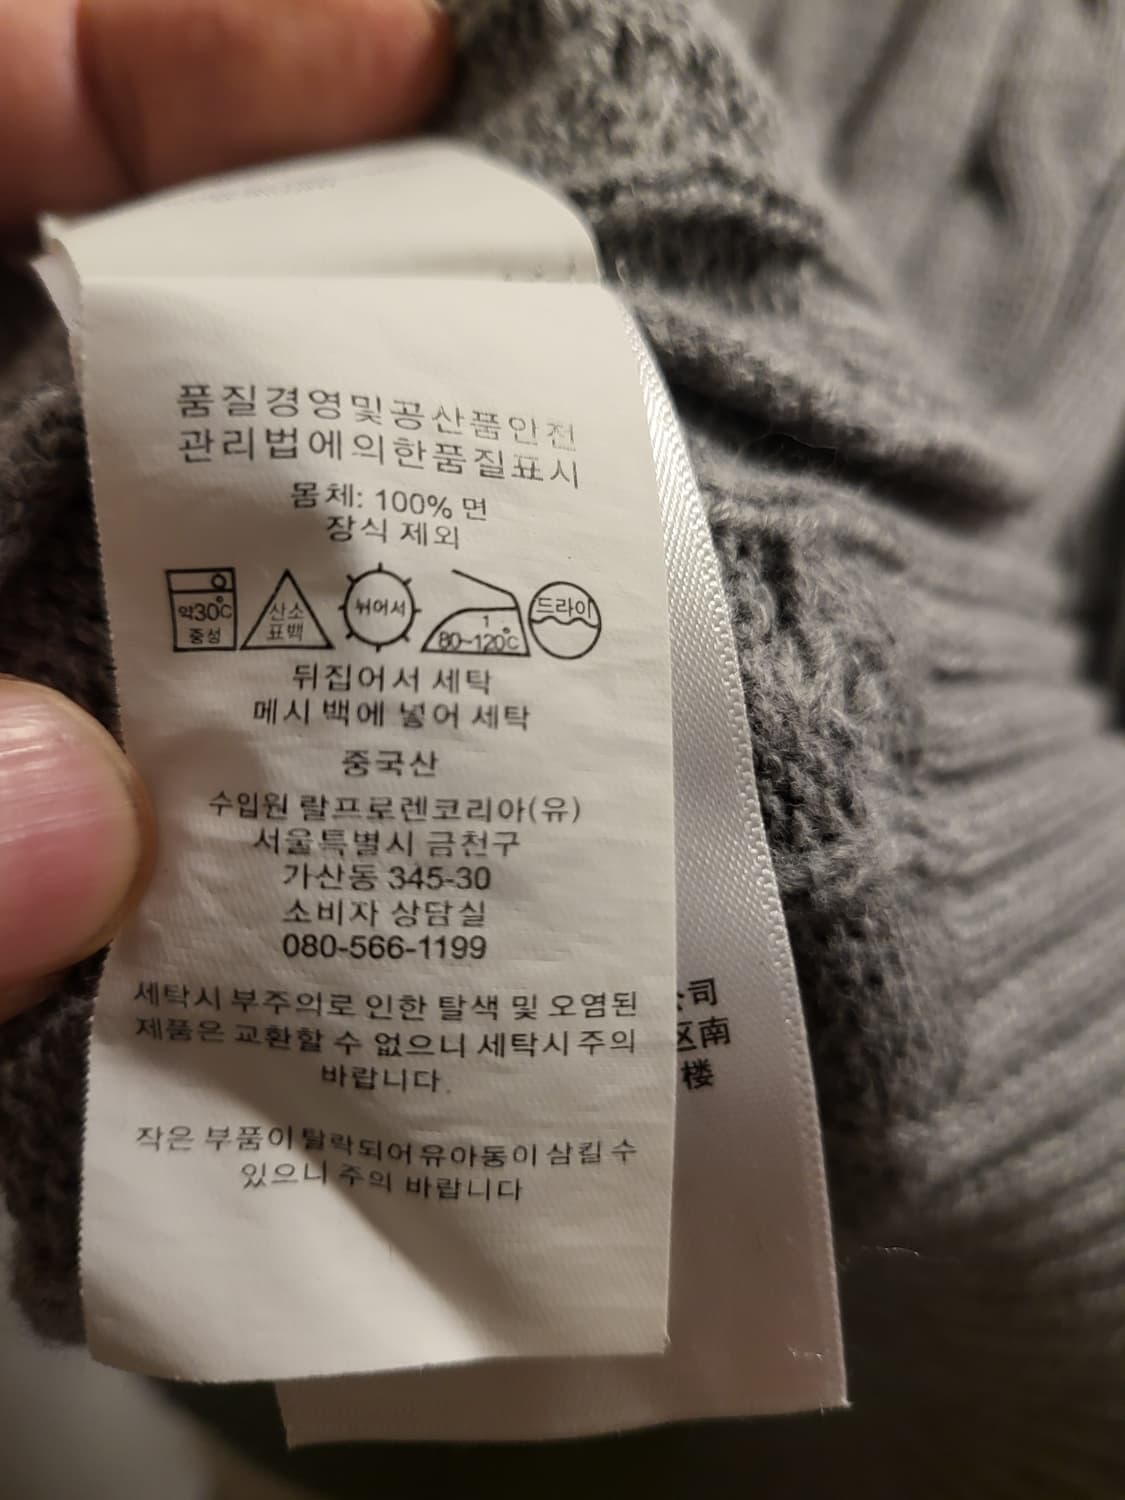 품질경영및공산품안전
관리법에의한품질표시
몸체: 100% 면
장식 제외
약30°C
중성
산소
표백
뉘어서
1
80~120°C
드라이
뒤집어서 세탁
메시 백에 넣어 세탁
중국산
수입원 랄프로렌코리아(유)
서울특별시 금천구
가산동 345-30
소비자 상담실
080-566-1199
세탁시 부주의로 인한 탈색 및 오염된
제품은 교환할 수 없으니 세탁시 주의
바랍니다.
작은 부품이 탈락되어 유아동이 삼킬 수
있으니 주의 바랍니다
公司
区南
楼